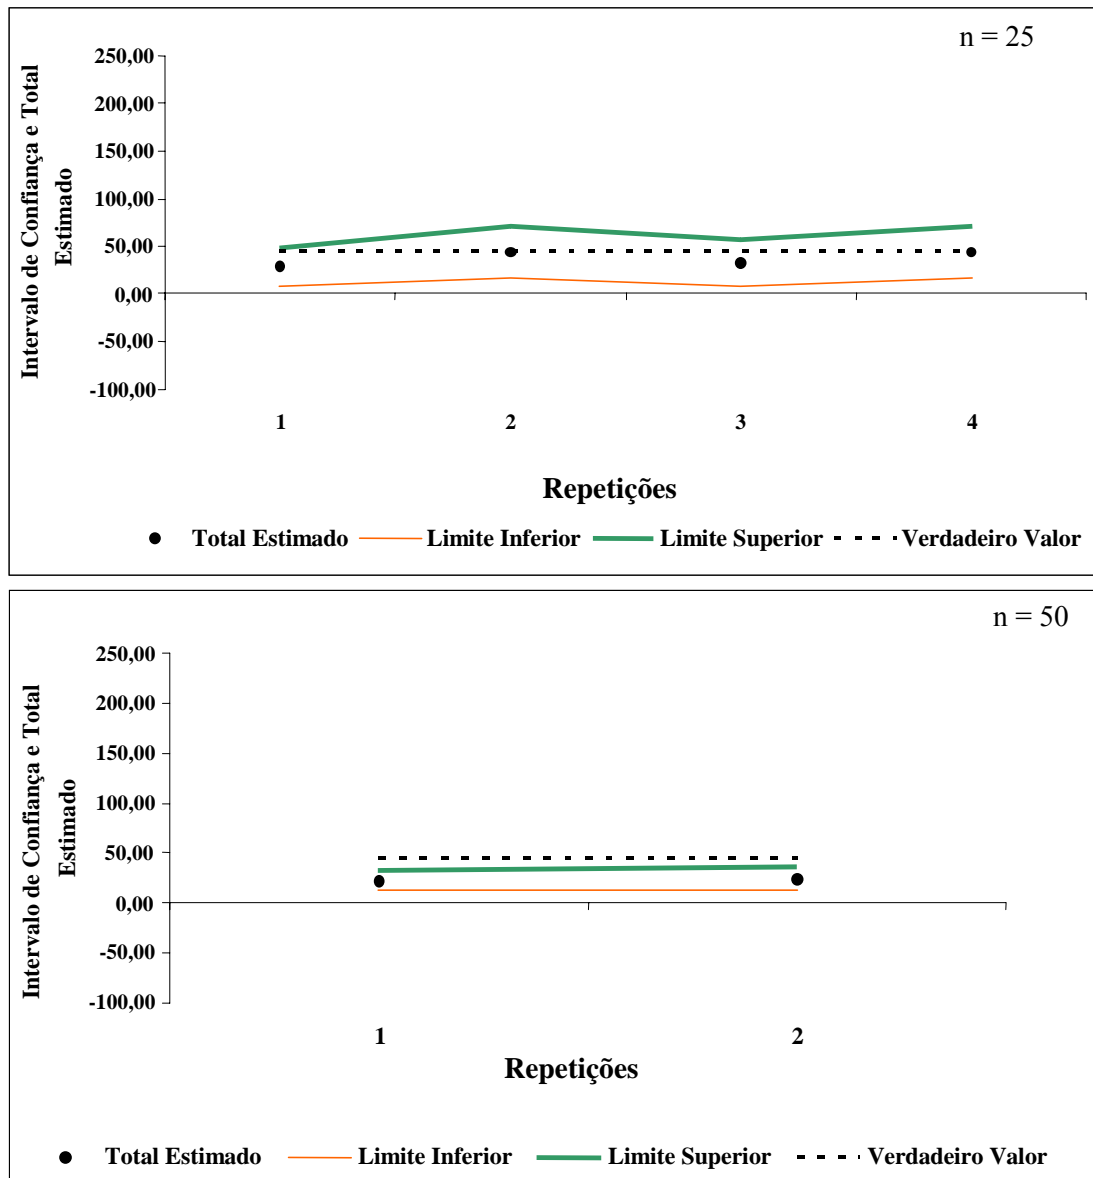 n = 25
Intervalo de Confiança e Total
Estimado
250,00
200,00
150,00
100,00
50,00
0,00
-50,00
-100,00
1 2 3 4
Repetições
Total Estimado Limite Inferior Limite Superior Verdadeiro Valor
n = 50
Intervalo de Confiança e Total
Estimado
250,00
200,00
150,00
100,00
50,00
0,00
-50,00
-100,00
1 2
Repetições
Total Estimado Limite Inferior Limite Superior Verdadeiro Valor